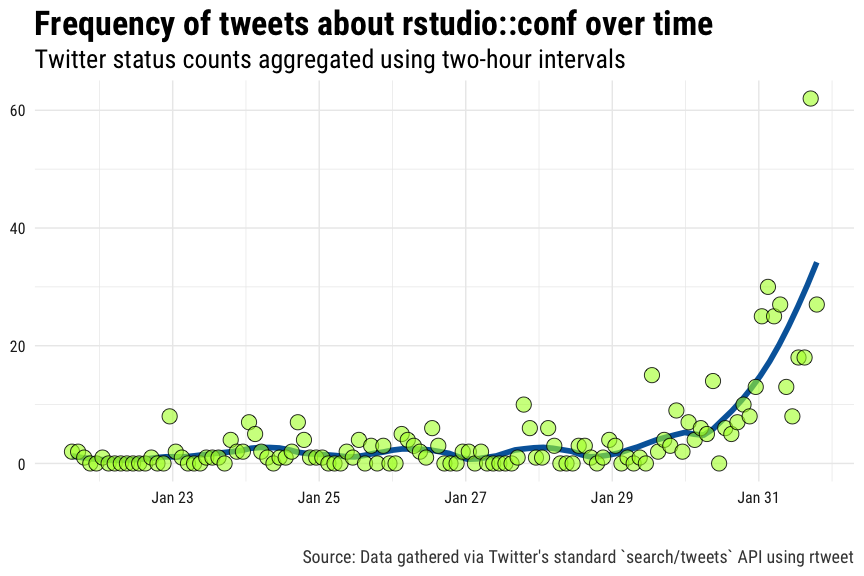 Frequency of tweets about rstudio::conf over time
Twitter status counts aggregated using two-hour intervals
60
40
20
0
Jan 23 Jan 25 Jan 27 Jan 29 Jan 31
Source: Data gathered via Twitter's standard `search/tweets` API using rtweet